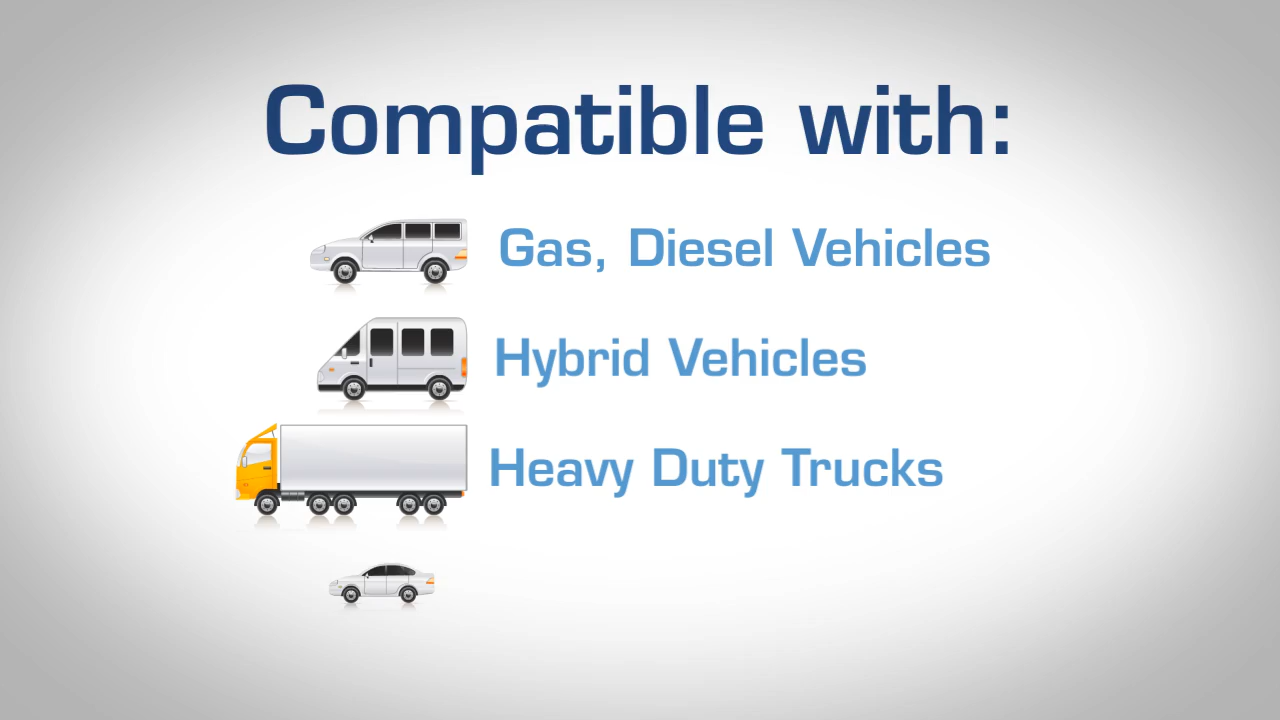 Compatible with:
Gas, Diesel Vehicles
Hybrid Vehicles
Heavy Duty Trucks